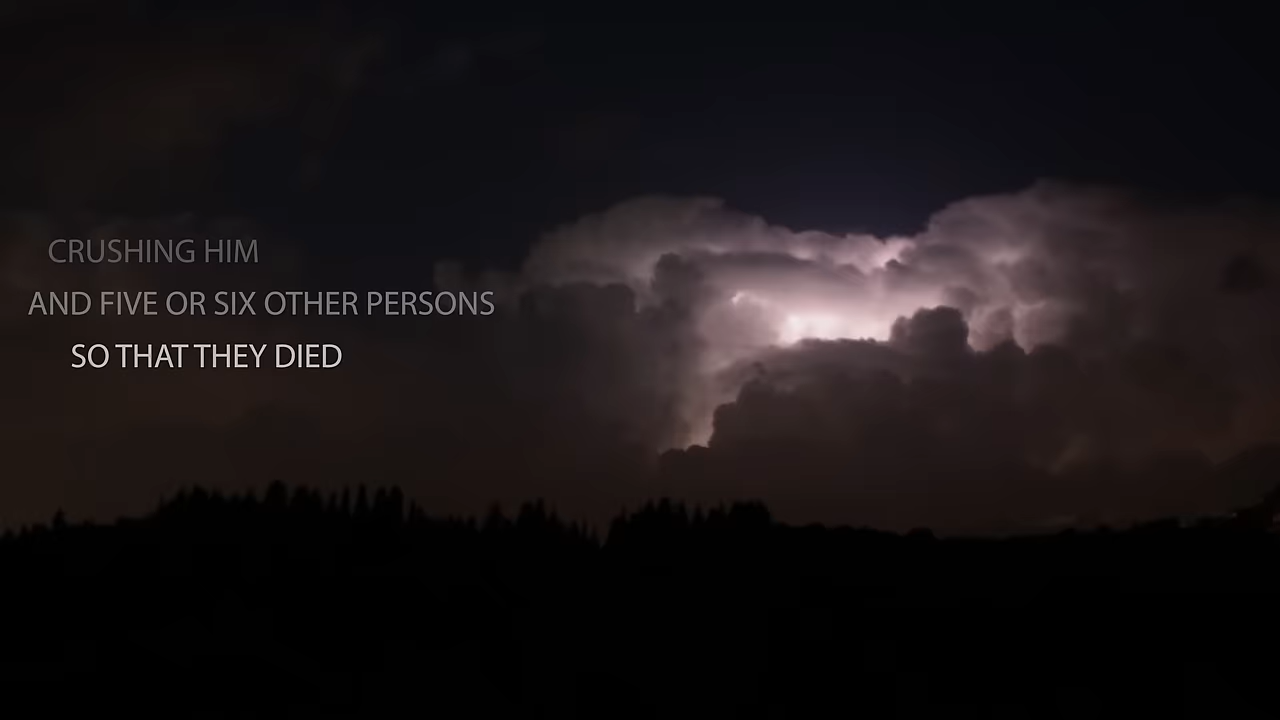 CRUSHING HIM
AND FIVE OR SIX OTHER PERSONS
SO THAT THEY DIED